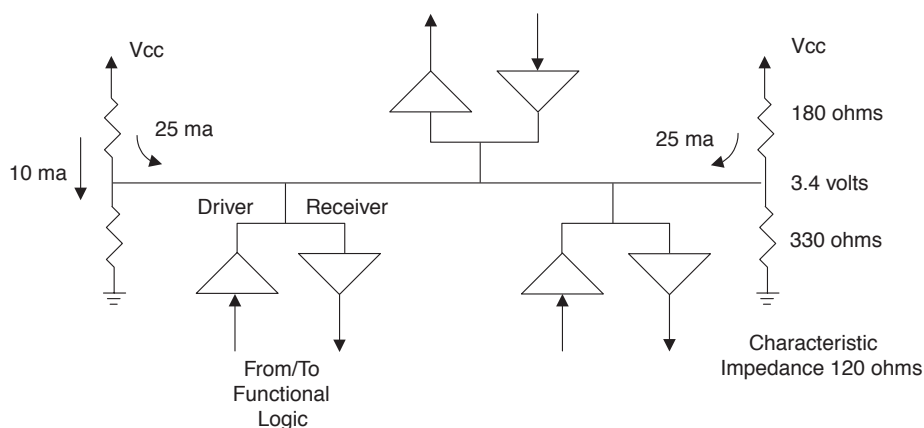 Vcc
Vcc
25 ma
25 ma
180 ohms
10 ma
3.4 volts
Driver
Receiver
330 ohms
From/To
Functional
Logic
Characteristic
Impedance 120 ohms